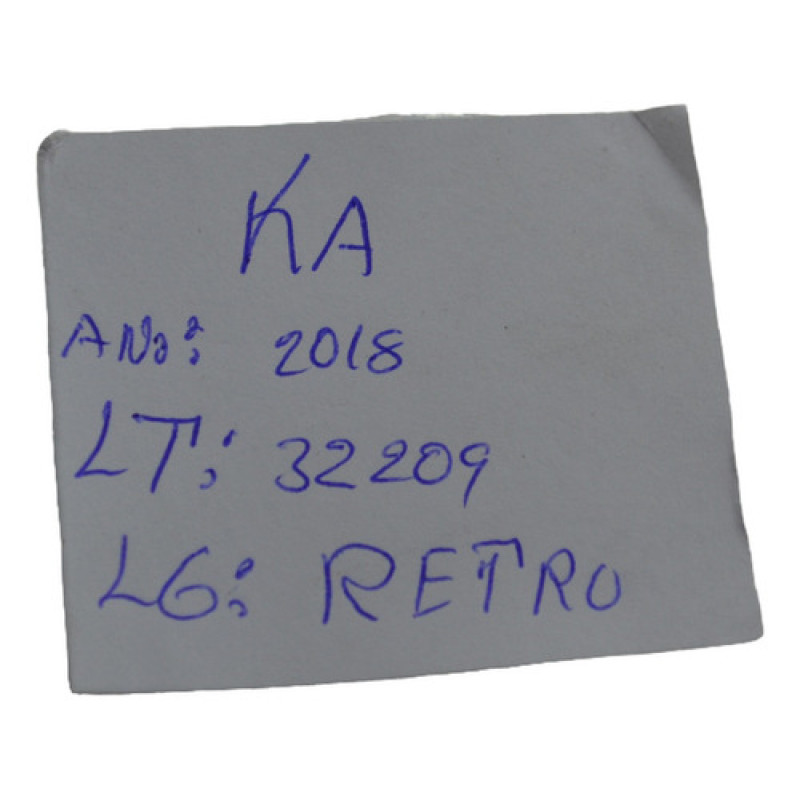 KA
ANo: 2018
LT: 32209
LG: RETRO